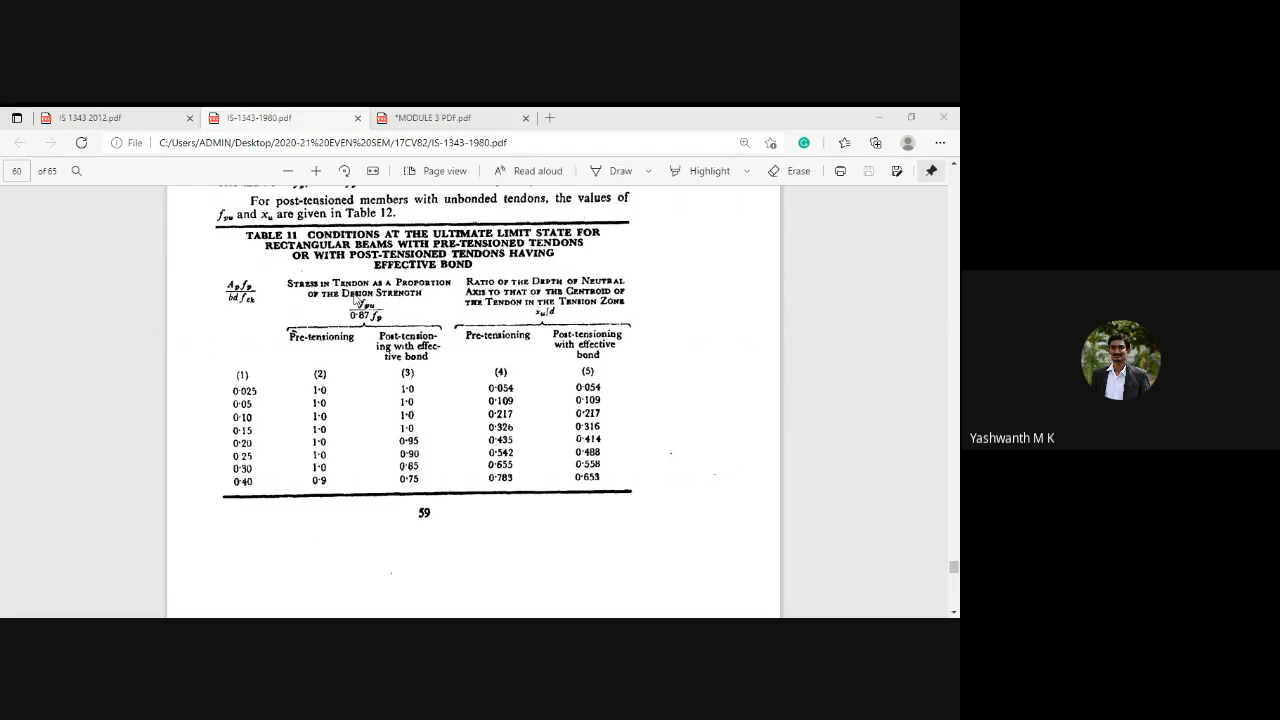 IS 1343 2012.pdf
IS-1343-1980.pdf
*MODULE 3 PDF.pdf
File
C:/Users/ADMIN/Desktop/2020-21%20EVEN%20SEM/17CV82/IS-1343-1980.pdf
60 of 65
Page view
Read aloud
Draw
Highlight
Erase
For post-tensioned members with unbonded tendons, the values of
fpu and xu are given in Table 12.
TABLE 11 CONDITIONS AT THE ULTIMATE LIMIT STATE FOR
RECTANGULAR BEAMS WITH PRE-TENSIONED TENDONS
OR WITH POST-TENSIONED TENDONS HAVING
EFFECTIVE BOND
Ap fp
bd fck
STRESS IN TENDON AS A PROPORTION
OF THE DESIGN STRENGTH
fpu
0·87 fp
RATIO OF THE DEPTH OF NEUTRAL
AXIS TO THAT OF THE CENTROID OF
THE TENDON IN THE TENSION ZONE
xu/d
Pre-tensioning
Post-tension-
ing with effec-
tive bond
Pre-tensioning
Post-tensioning
with effective
bond
(1) (2) (3) (4) (5)
0·025 1·0 1·0 0·054 0·054
0·05 1·0 1·0 0·109 0·109
0·10 1·0 1·0 0·217 0·217
0·15 1·0 1·0 0·326 0·316
0·20 1·0 0·95 0·435 0·414
0 25 1·0 0·90 0·542 0·488
0·30 1·0 0·85 0·655 0·558
0·40 0·9 0·75 0·783 0·653
59
Yashwanth M K